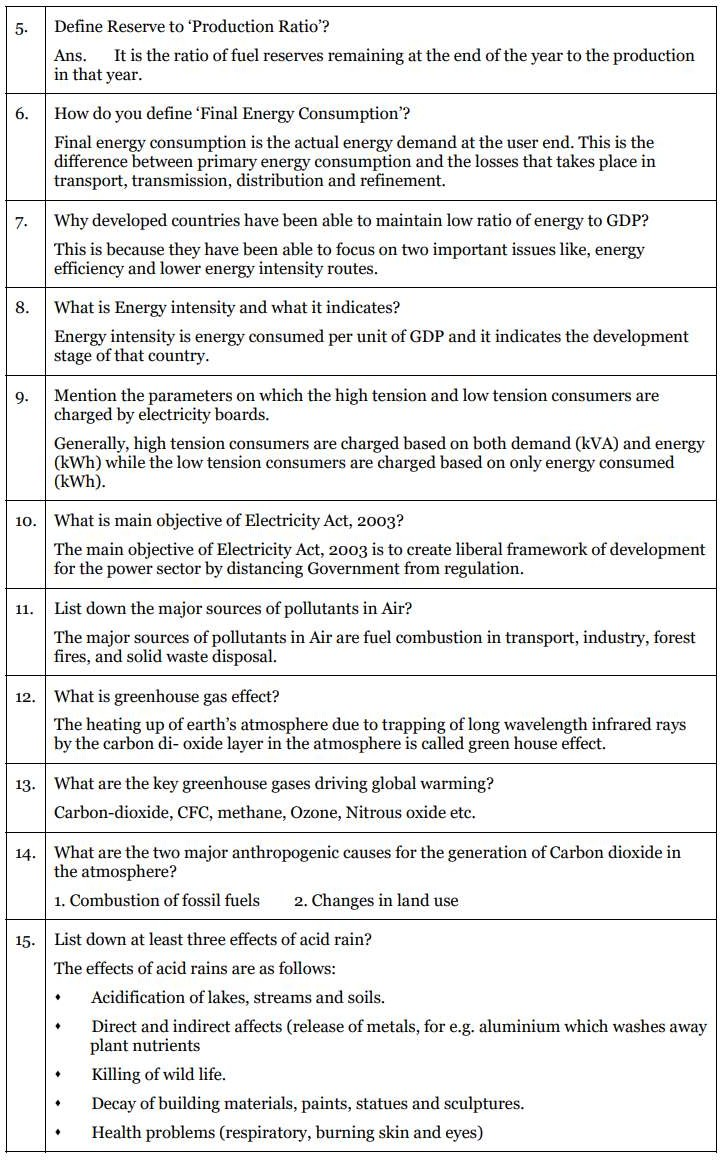 5. Define Reserve to ‘Production Ratio’?
Ans. It is the ratio of fuel reserves remaining at the end of the year to the production
in that year.
6. How do you define ‘Final Energy Consumption’?
Final energy consumption is the actual energy demand at the user end. This is the
difference between primary energy consumption and the losses that takes place in
transport, transmission, distribution and refinement.
7. Why developed countries have been able to maintain low ratio of energy to GDP?
This is because they have been able to focus on two important issues like, energy
efficiency and lower energy intensity routes.
8. What is Energy intensity and what it indicates?
Energy intensity is energy consumed per unit of GDP and it indicates the development
stage of that country.
9. Mention the parameters on which the high tension and low tension consumers are
charged by electricity boards.
Generally, high tension consumers are charged based on both demand (kVA) and energy
(kWh) while the low tension consumers are charged based on only energy consumed
(kWh).
10. What is main objective of Electricity Act, 2003?
The main objective of Electricity Act, 2003 is to create liberal framework of development
for the power sector by distancing Government from regulation.
11. List down the major sources of pollutants in Air?
The major sources of pollutants in Air are fuel combustion in transport, industry, forest
fires, and solid waste disposal.
12. What is greenhouse gas effect?
The heating up of earth’s atmosphere due to trapping of long wavelength infrared rays
by the carbon di- oxide layer in the atmosphere is called green house effect.
13. What are the key greenhouse gases driving global warming?
Carbon-dioxide, CFC, methane, Ozone, Nitrous oxide etc.
14. What are the two major anthropogenic causes for the generation of Carbon dioxide in
the atmosphere?
1. Combustion of fossil fuels 2. Changes in land use
15. List down at least three effects of acid rain?
The effects of acid rains are as follows:
• Acidification of lakes, streams and soils.
• Direct and indirect affects (release of metals, for e.g. aluminium which washes away
plant nutrients
• Killing of wild life.
• Decay of building materials, paints, statues and sculptures.
• Health problems (respiratory, burning skin and eyes)